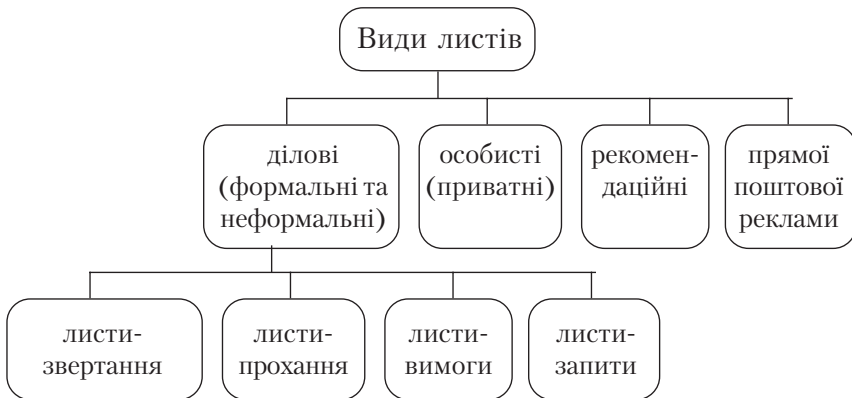 Види листів
ділові
(формальні та
неформальні)
особисті
(приватні)
рекомен-
даційні
прямої
поштової
реклами
листи-
звертання
листи-
прохання
листи-
вимоги
листи-
запити